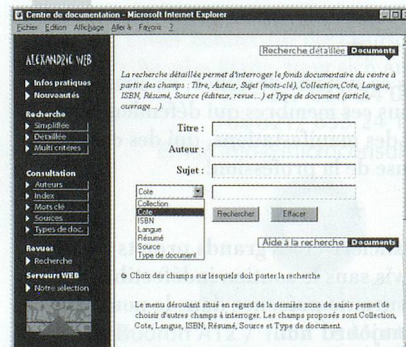 Centre de documentation - Microsoft Internet Explorer
Fichier Edition Affichage Aller à Favoris ?
ALEXANDRIE WEB
Infos pratiques
Nouveautés
Recherche
Simplifiée
Détaillée
Multi critères
Consultation
Auteurs
Index
Mots clé
Sources
Types de doc.
Revues
Recherche
Serveurs WEB
Notre sélection
Recherche détaillée Documents
La recherche détaillée permet d'interroger le fonds documentaire du centre à
partir des champs : Titre, Auteur, Sujet (mots-clé), Collection, Cote, Langue,
ISBN, Résumé, Source (éditeur, revue...) et Type de document (article,
ouvrage...).
Titre :
Auteur :
Sujet :
Cote
Collection
Cote
ISBN
Langue
Résumé
Source
Type de document
Rechercher Effacer
Aide à la recherche Documents
Choix des champs sur lesquels doit porter la recherche
Le menu déroulant situé en regard de la dernière zone de saisie permet de
choisir d'autres champs à interroger. Les champs proposés sont Collection,
Cote, Langue, ISBN, Résumé, Source et Type de document.